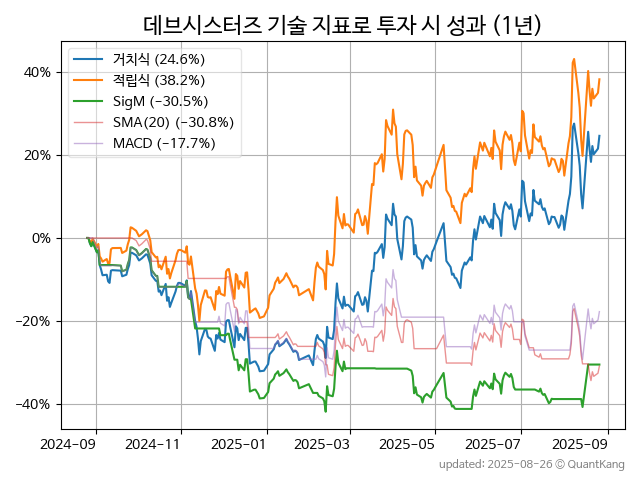 데브시스터즈 기술 지표로 투자 시 성과 (1년)
거치식 (24.6%)
적립식 (38.2%)
SigM (−30.5%)
SMA(20) (−30.8%)
MACD (−17.7%)
40%
20%
0%
−20%
−40%
2024−09 2024−11 2025−01 2025−03 2025−05 2025−07 2025−09
updated: 2025-08-26 © QuantKang